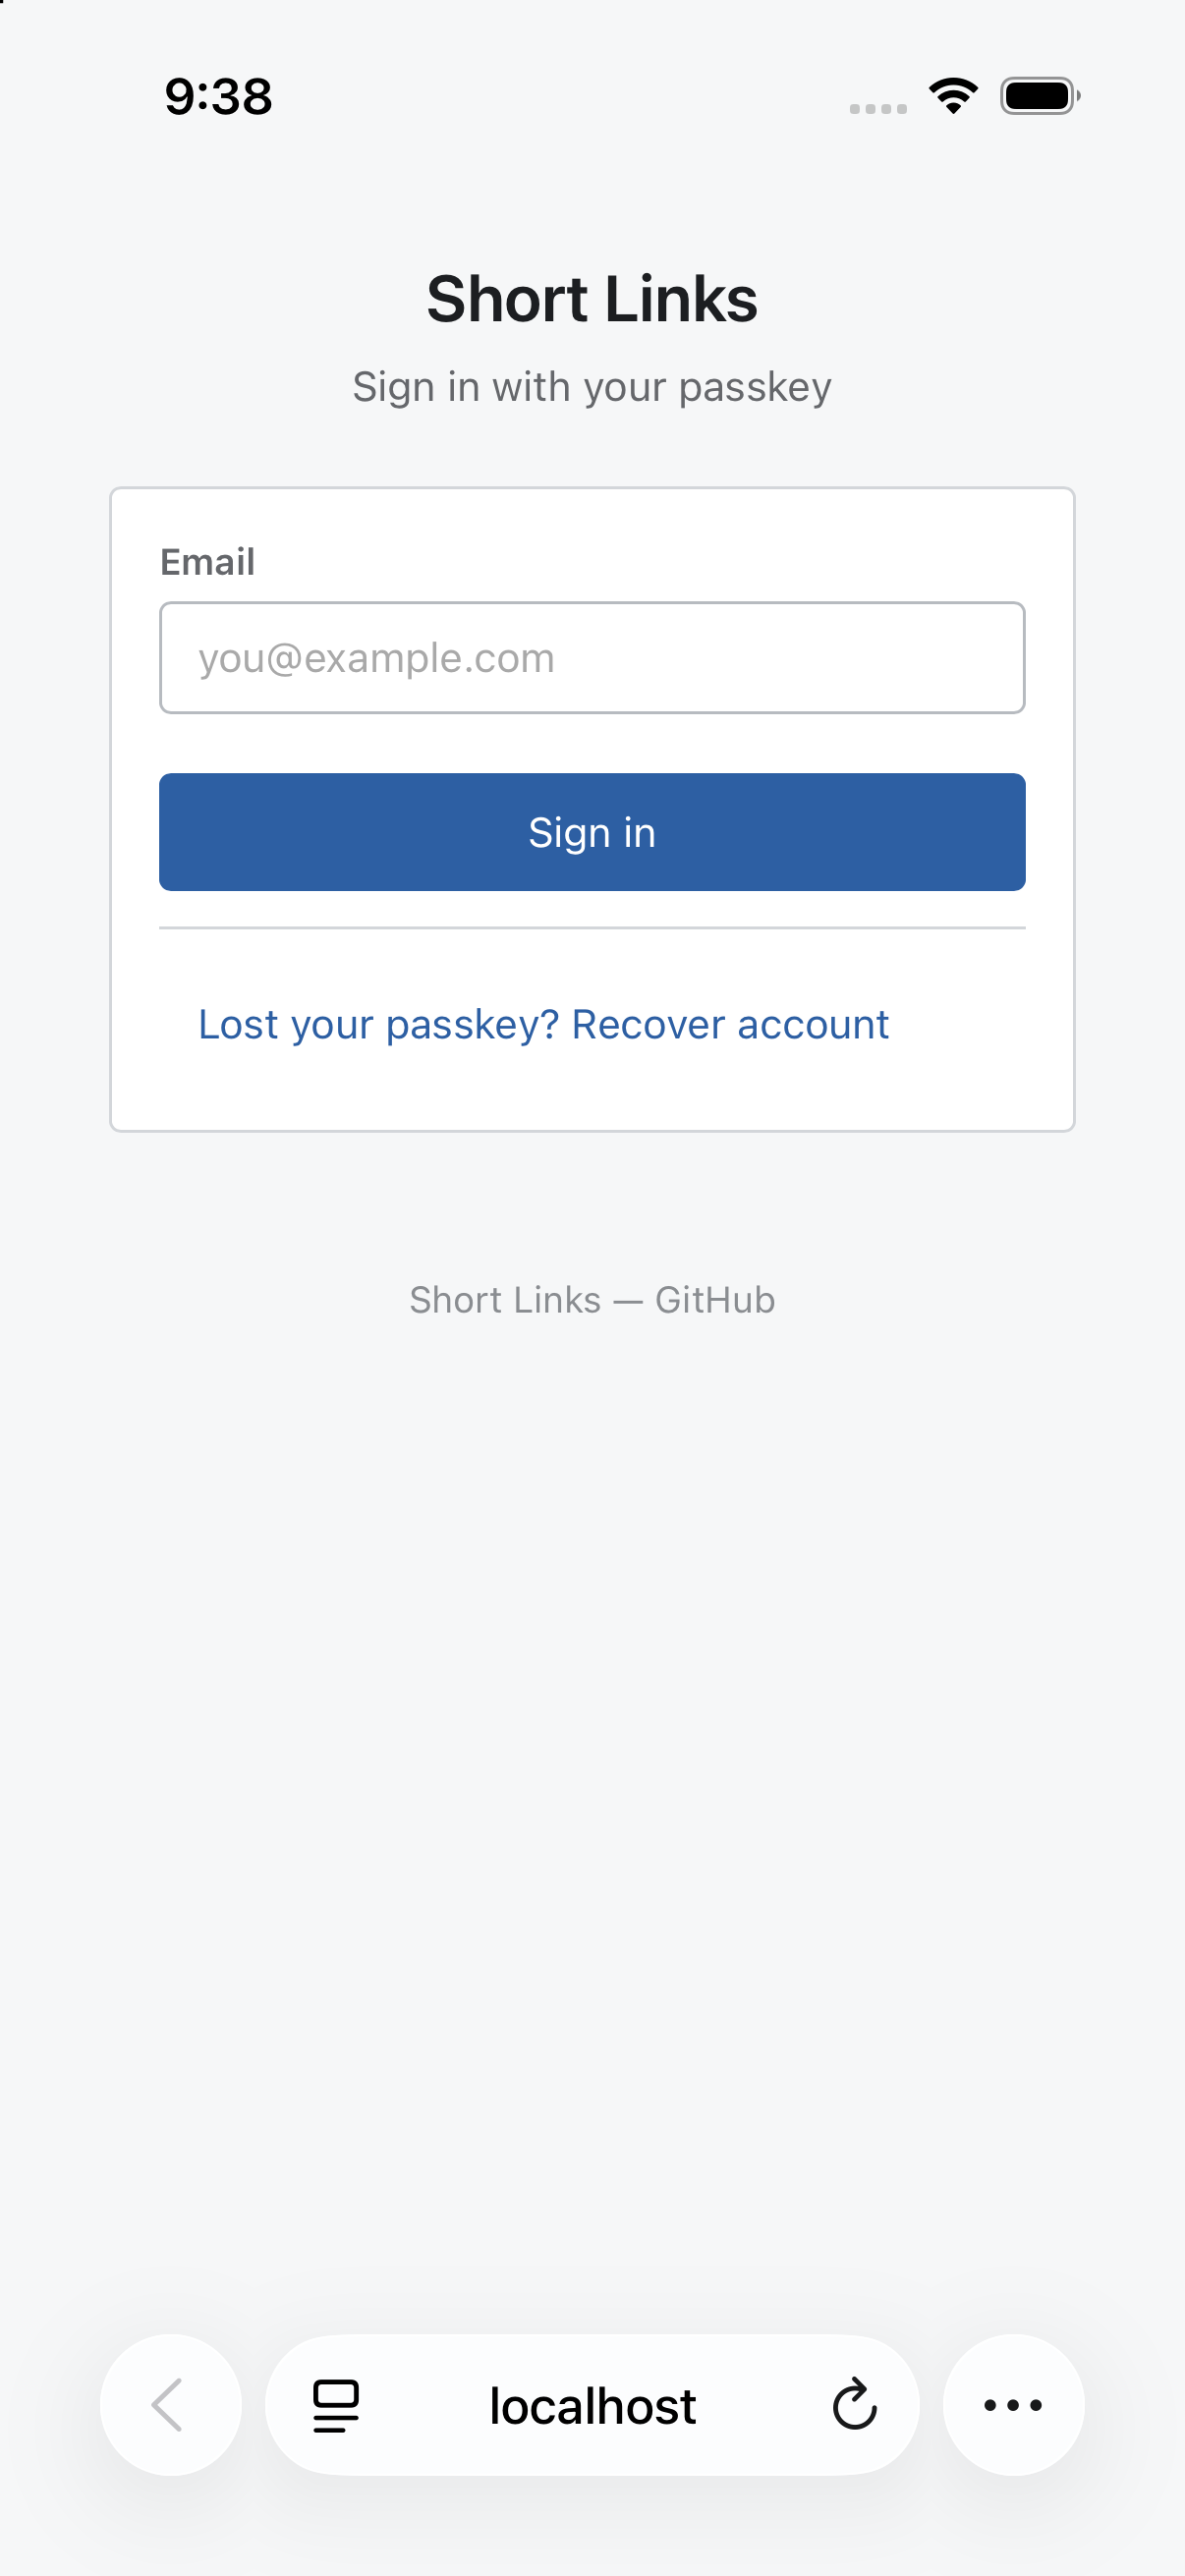 9:38
Short Links
Sign in with your passkey
Email
you@example.com
Sign in
Lost your passkey? Recover account
Short Links — GitHub
localhost